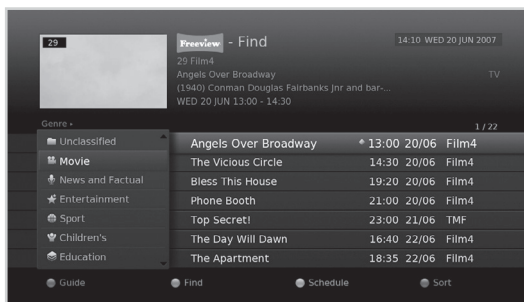 29
Freeview - Find
14:10 WED 20 JUN 2007
29 Film4
Angels Over Broadway
TV
(1940) Conman Douglas Fairbanks Jnr and bar-...
WED 20 JUN 13:00 - 14:30
Genre
1 / 22
Unclassified
Angels Over Broadway 13:00 20/06 Film4
Movie
The Vicious Circle 14:30 20/06 Film4
News and Factual
Bless This House 19:20 20/06 Film4
Entertainment
Phone Booth 21:00 20/06 Film4
Sport
Top Secret! 23:00 21/06 TMF
Children's
The Day Will Dawn 16:40 22/06 Film4
Education
The Apartment 18:35 22/06 Film4
Guide
Find
Schedule
Sort